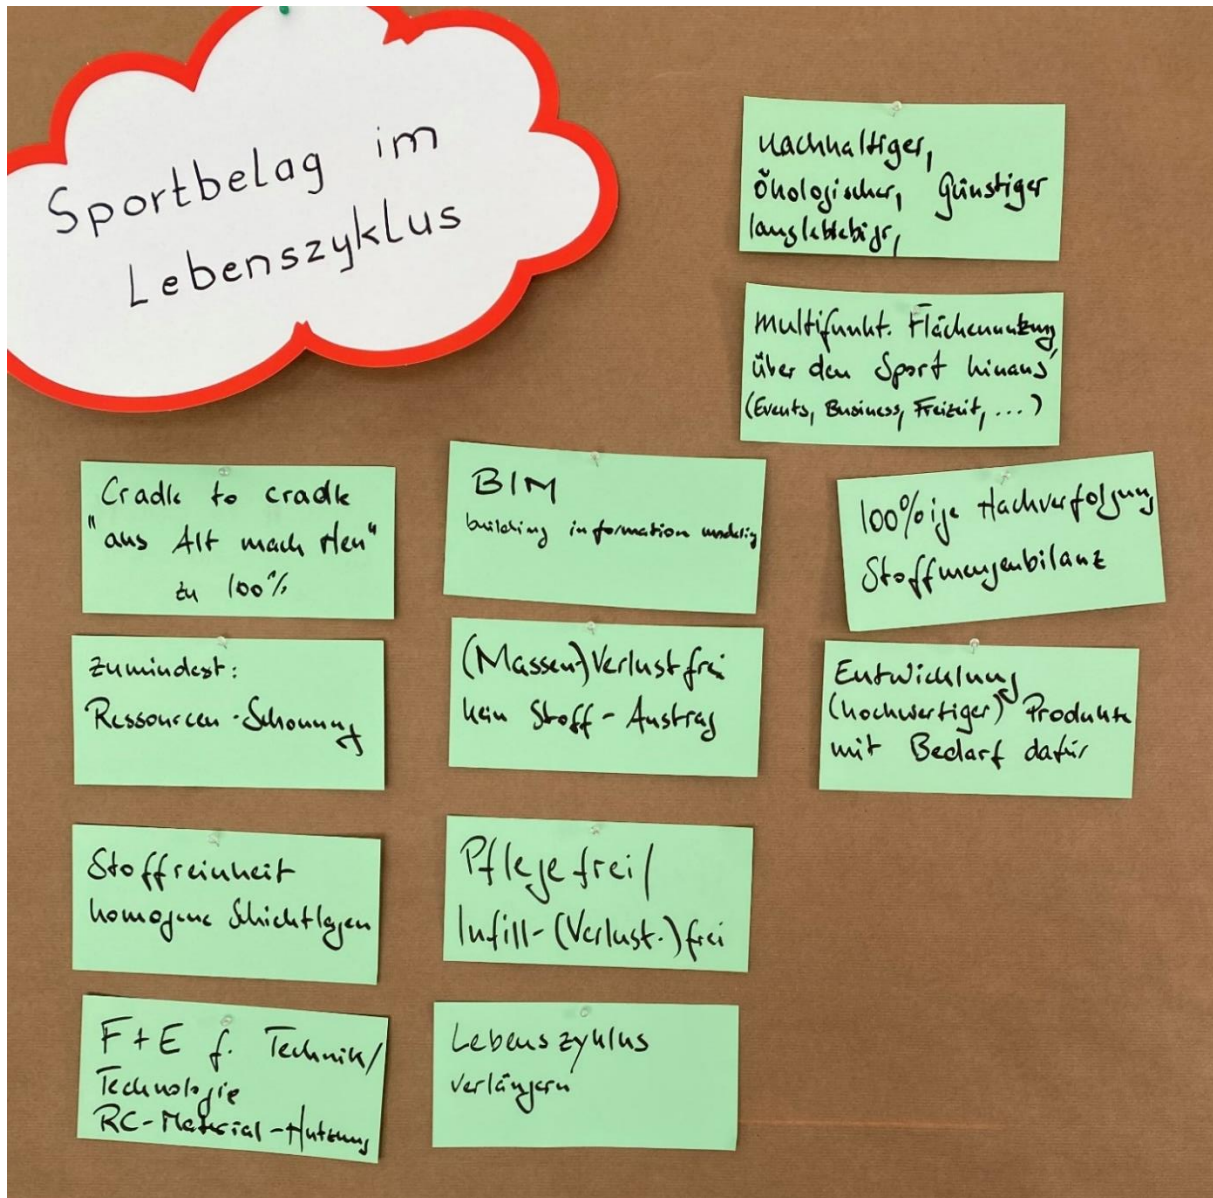 Sportbelag im
Lebenszyklus
nachhaltiger,
ökologischer, Günstiger
langleblebiger,
Multifunkt. Flächennutzung
über den Sport hinaus
(Events, Business, Freizeit, ...)
Cradle to cradle
"aus Alt mach Neu"
zu 100%
BIM
building information modeling
100%ige Nachverfolgung
Stoffmengenbilanz
Zumindest:
Ressourcen-Schonung
(Massen-)Verlustfrei
kein Stoff-Austrag
Entwicklung
(hochwertiger) Produkte
mit Bedarf dafür
Stoffreinheit
homogene Schichtlagen
Pflegefrei/
Infill-(Verlust-)frei
F+E f. Technik/
Technologie
RC-Material-Nutzung
Lebenszyklus
verlängern